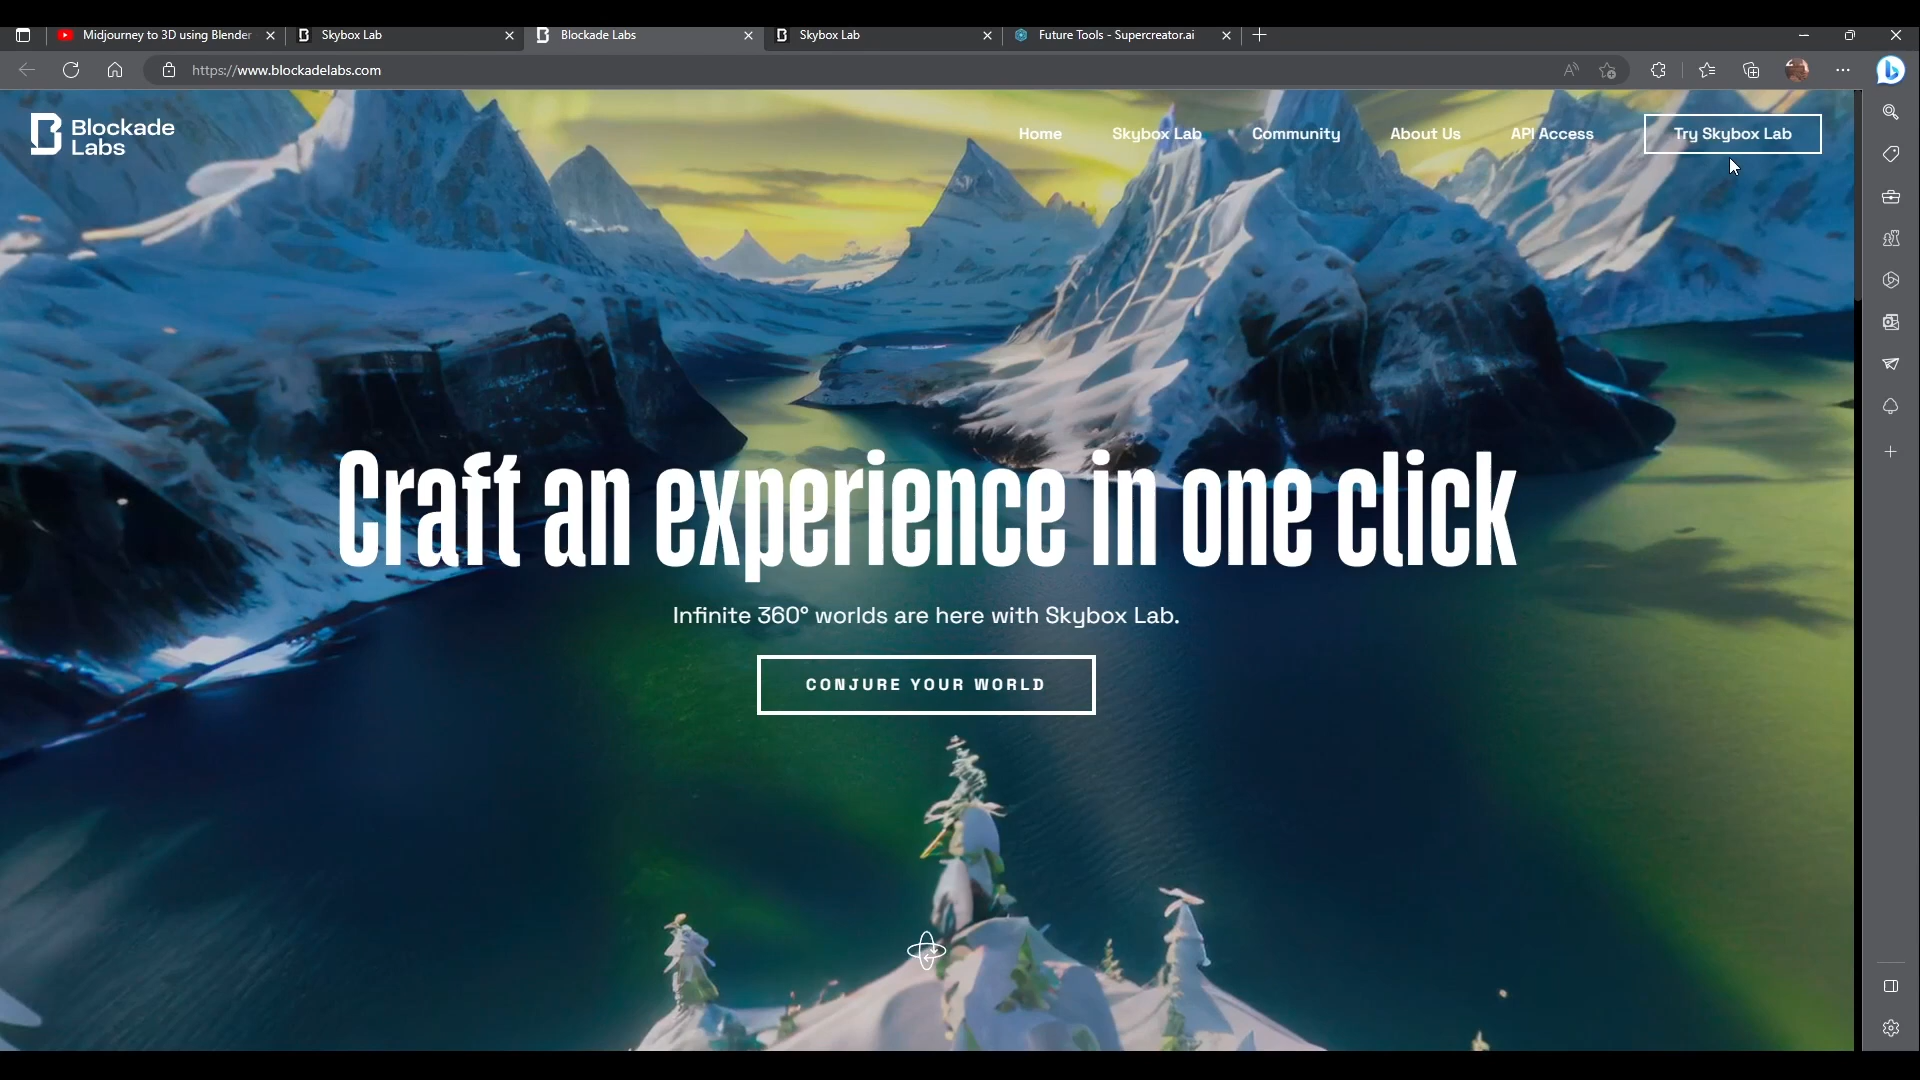 Midjourney to 3D using Blender
Skybox Lab
Blockade Labs
Skybox Lab
Future Tools - Supercreator.ai
https://www.blockadelabs.com
Blockade
Labs
Home
Skybox Lab
Community
About Us
API Access
Try Skybox Lab
Craft an experience in one click
Infinite 360° worlds are here with Skybox Lab.
CONJURE YOUR WORLD